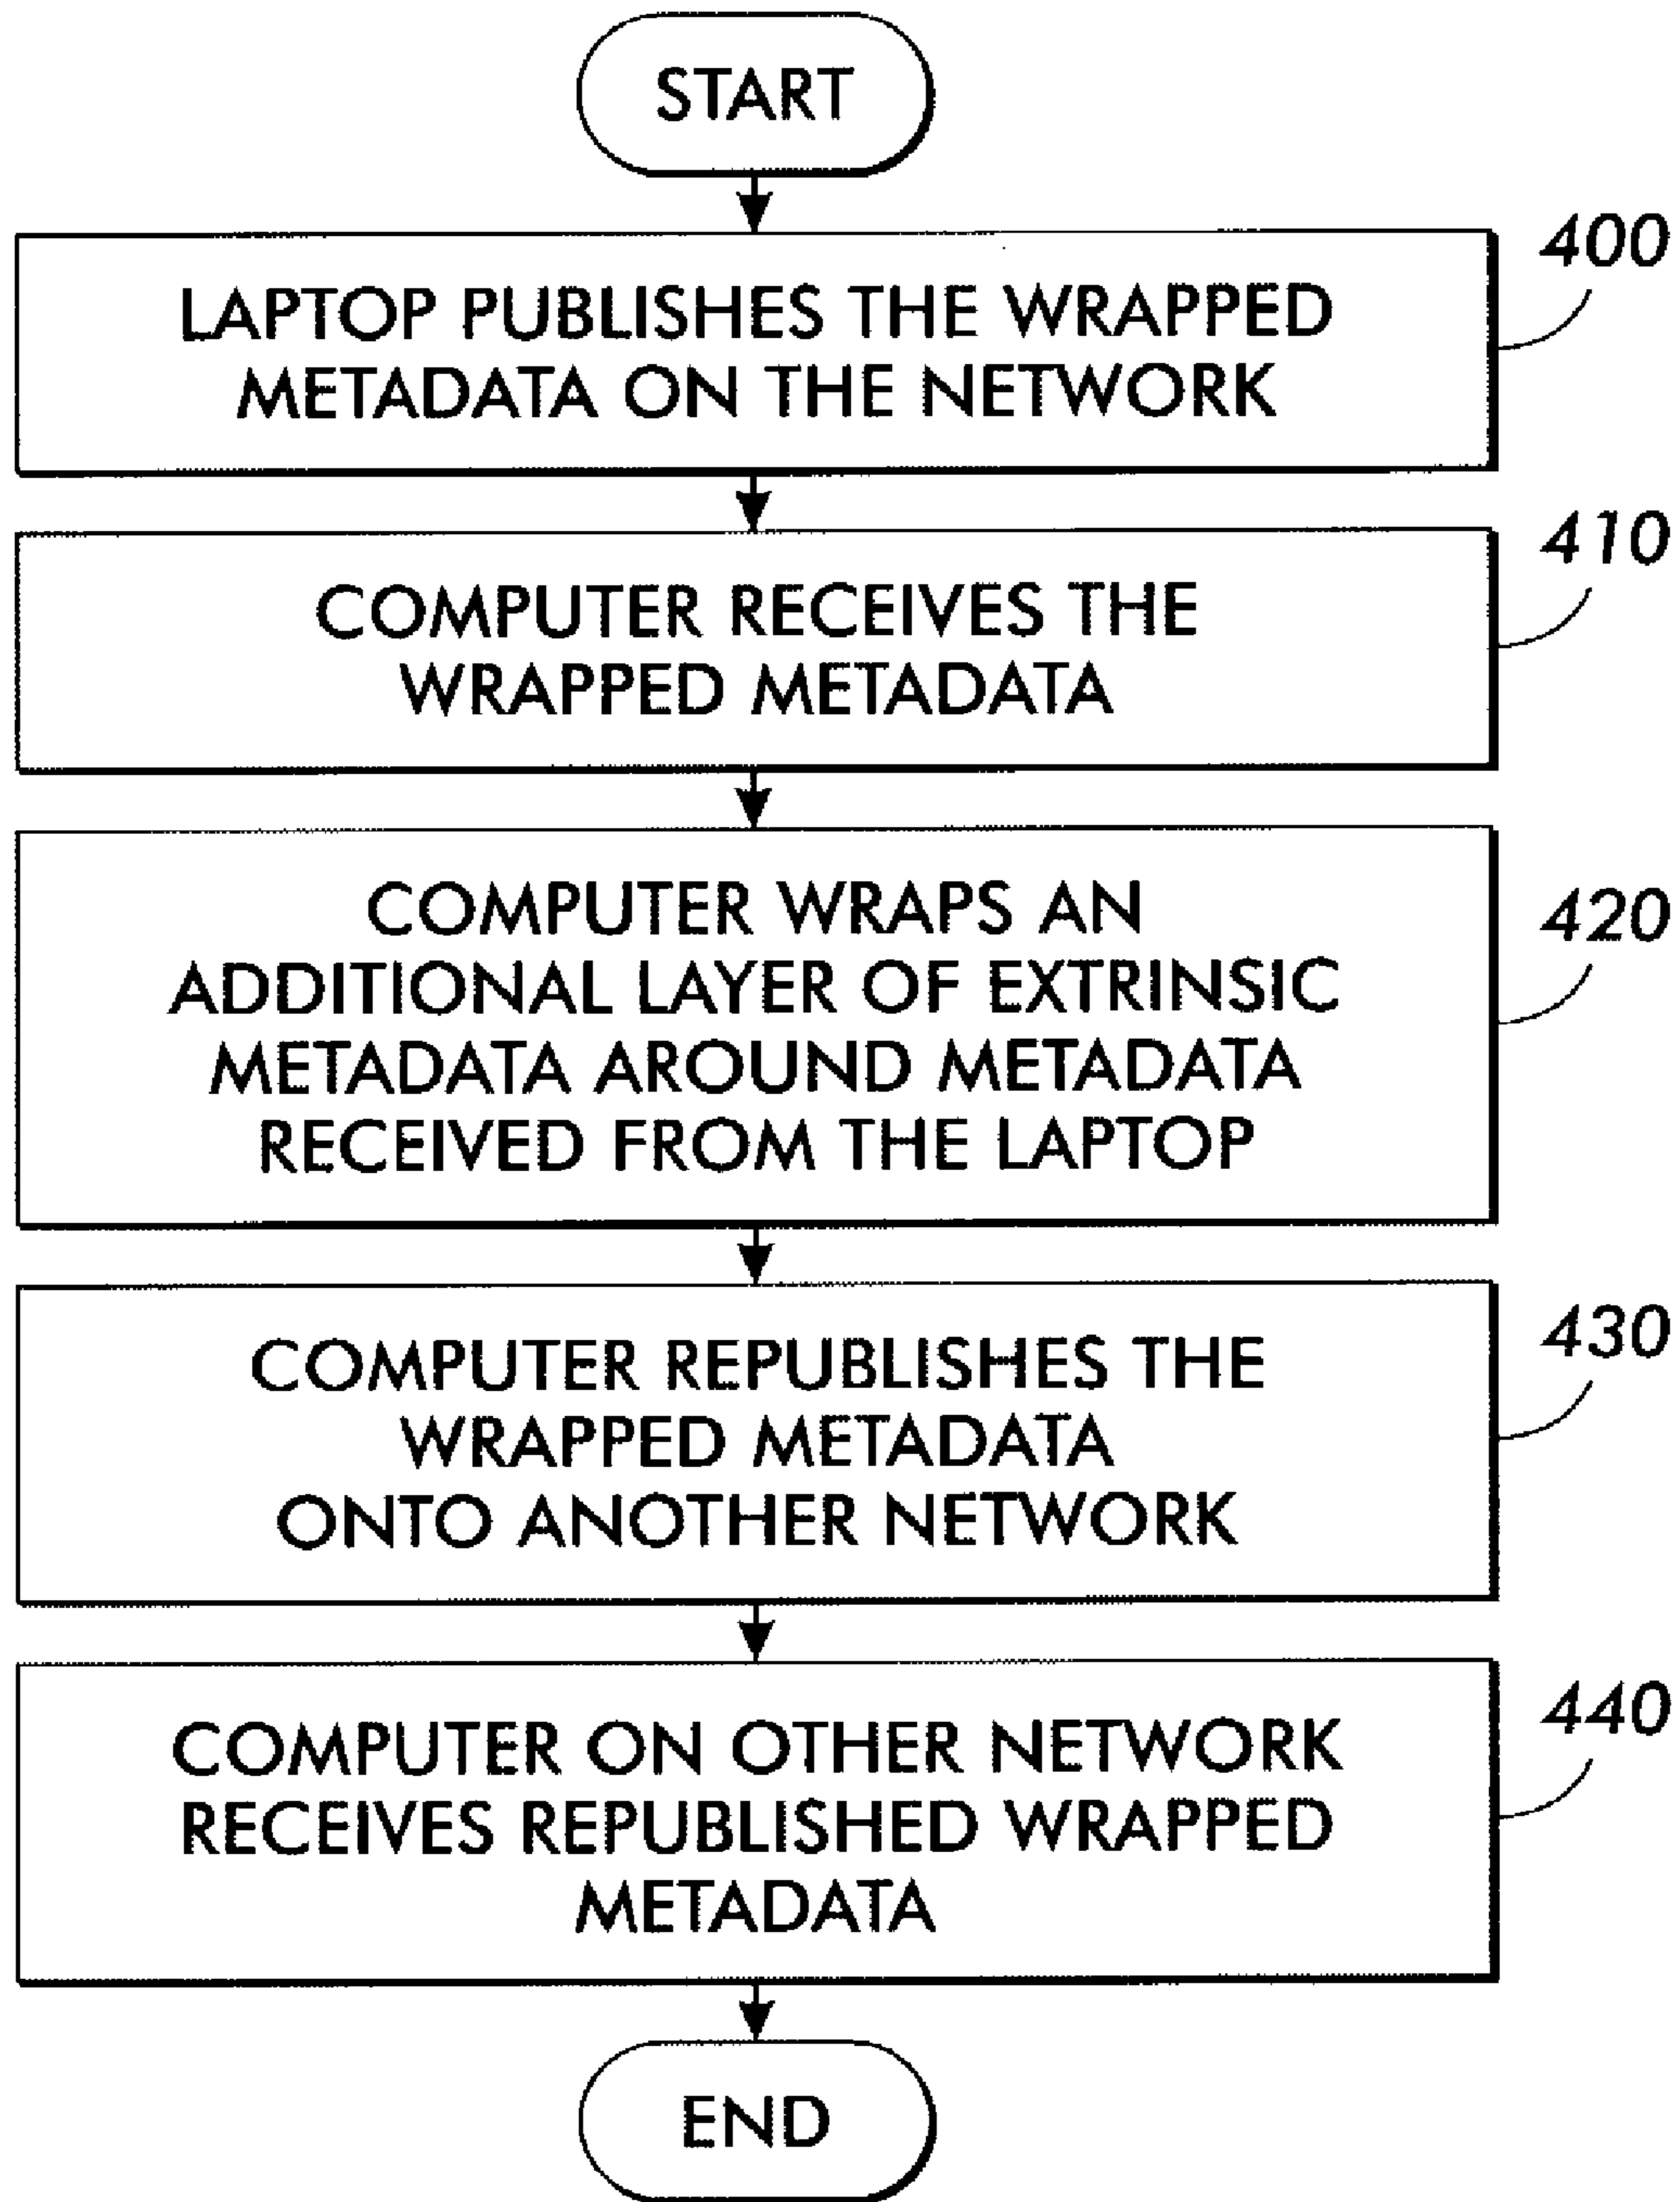 START
400
LAPTOP PUBLISHES THE WRAPPED
METADATA ON THE NETWORK
410
COMPUTER RECEIVES THE
WRAPPED METADATA
420
COMPUTER WRAPS AN
ADDITIONAL LAYER OF EXTRINSIC
METADATA AROUND METADATA
RECEIVED FROM THE LAPTOP
430
COMPUTER REPUBLISHES THE
WRAPPED METADATA
ONTO ANOTHER NETWORK
440
COMPUTER ON OTHER NETWORK
RECEIVES REPUBLISHED WRAPPED
METADATA
END